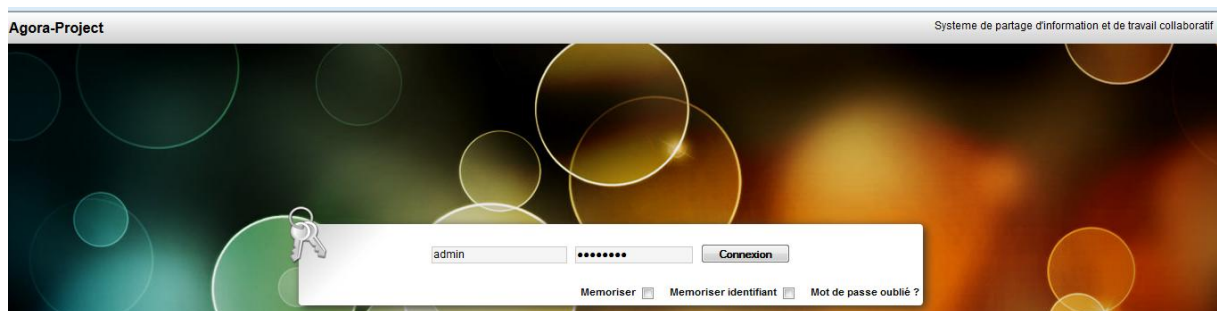 Agora-Project
Systeme de partage d'information et de travail collaboratif
admin
••••••••
Connexion
Memoriser
Memoriser identifiant
Mot de passe oublié ?